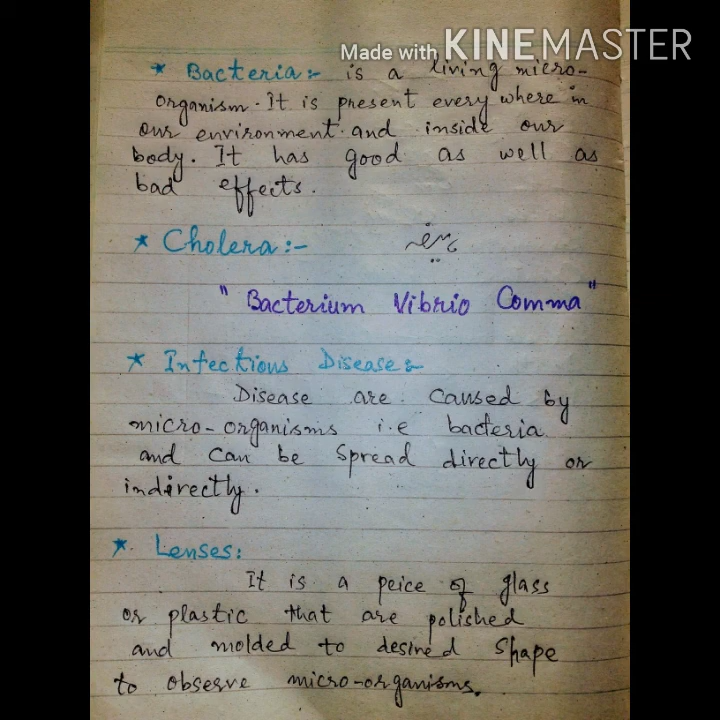 Made with KINEMASTER
* Bacteria:- is a living micro-
organism. It is present every where in
our environment and inside our
body. It has good as well as
bad effects.
* Cholera:-
"Bacterium Vibrio Comma"
* Infectious Disease:-
Disease are caused by
micro-organisms i.e bacteria
and can be spread directly or
indirectly.
* Lenses:
It is a peice of glass
or plastic that are polished
and molded to desired shape
to observe micro-organisms.